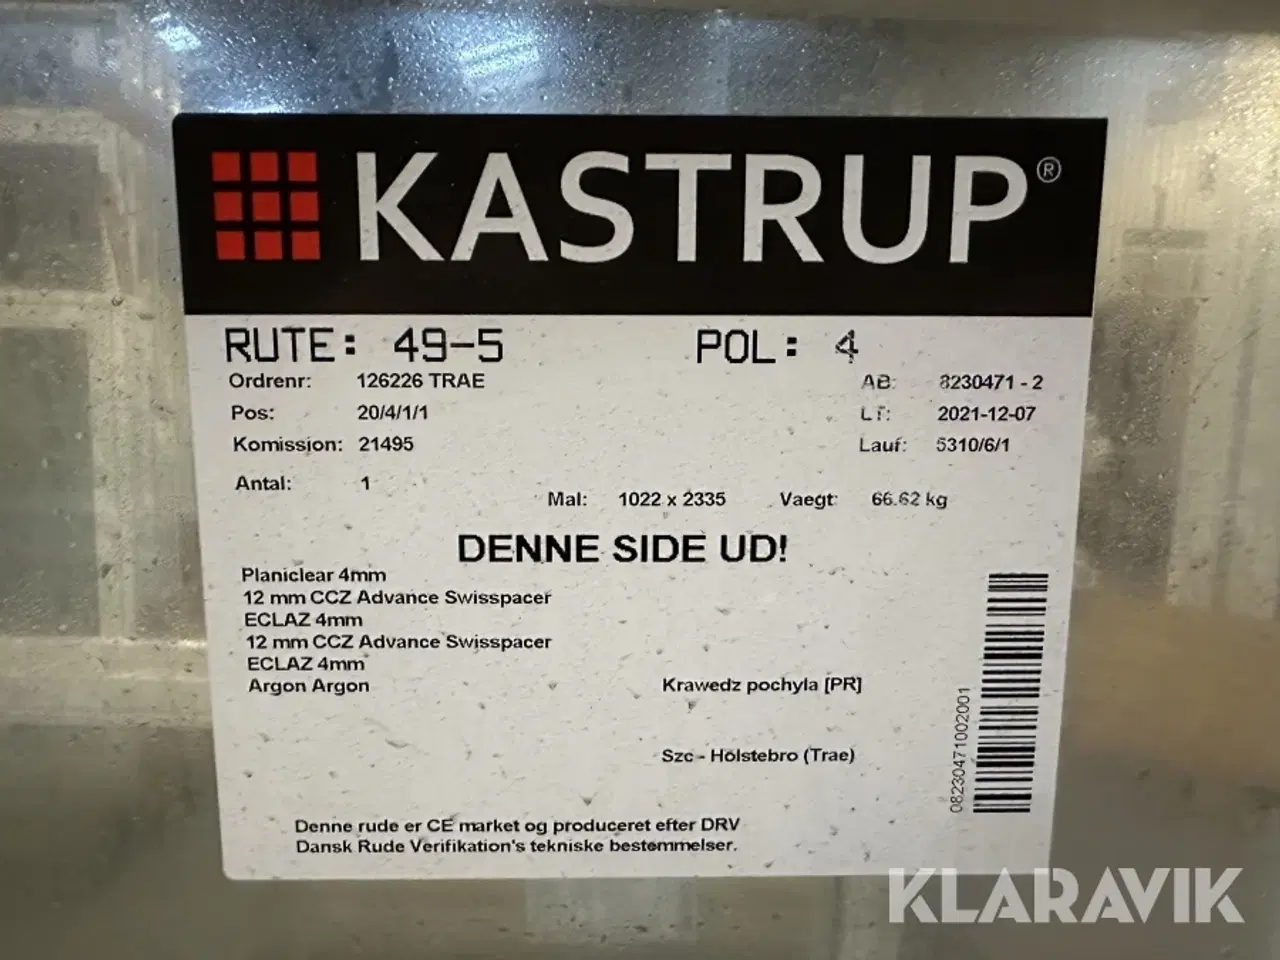 KASTRUP®
RUTE: 49-5 POL: 4
Ordrenr: 126226 TRAE AB: 8230471 - 2
Pos: 20/4/1/1 LT: 2021-12-07
Komission: 21495 Lauf: 5310/6/1
Antal: 1
Mal: 1022 x 2335 Vaegt: 66.62 kg
DENNE SIDE UD!
Planiclear 4mm
12 mm CCZ Advance Swisspacer
ECLAZ 4mm
12 mm CCZ Advance Swisspacer
ECLAZ 4mm
Argon Argon Krawedz pochyla [PR]
Szc - Holstebro (Trae)
0823047100200​1
Denne rude er CE market og produceret efter DRV
Dansk Rude Verifikation's tekniske bestemmelser.
KLARAVIK